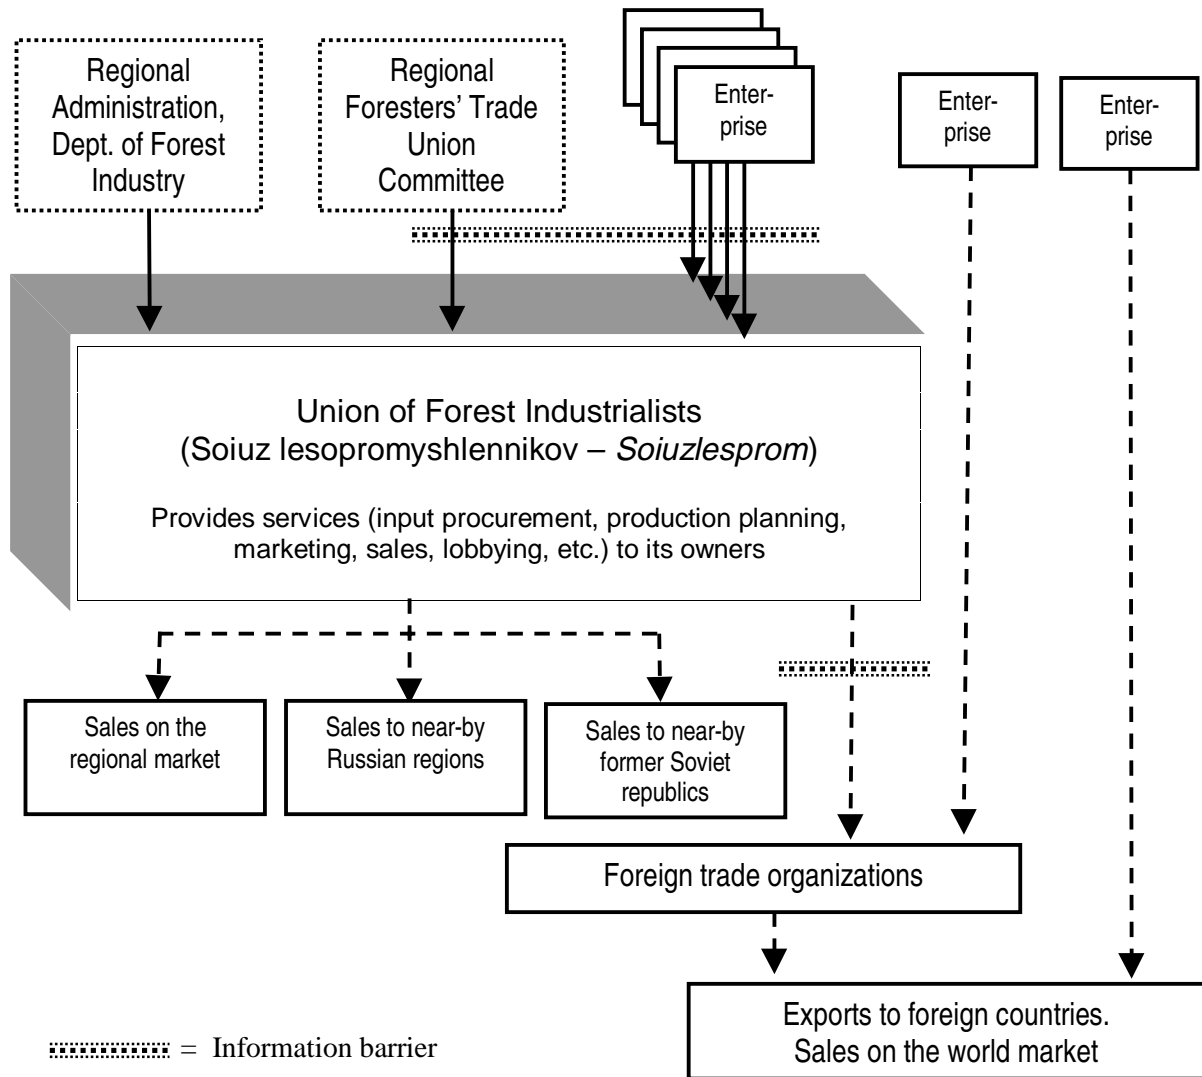 Regional
Administration,
Dept. of Forest
Industry
Regional
Foresters' Trade
Union
Committee
Enter-
prise
Enter-
prise
Enter-
prise
Union of Forest Industrialists
(Soiuz lesopromyshlennikov – Soiuzlesprom)
Provides services (input procurement, production planning,
marketing, sales, lobbying, etc.) to its owners
Sales on the
regional market
Sales to near-by
Russian regions
Sales to near-by
former Soviet
republics
Foreign trade organizations
Exports to foreign countries.
Sales on the world market
= Information barrier